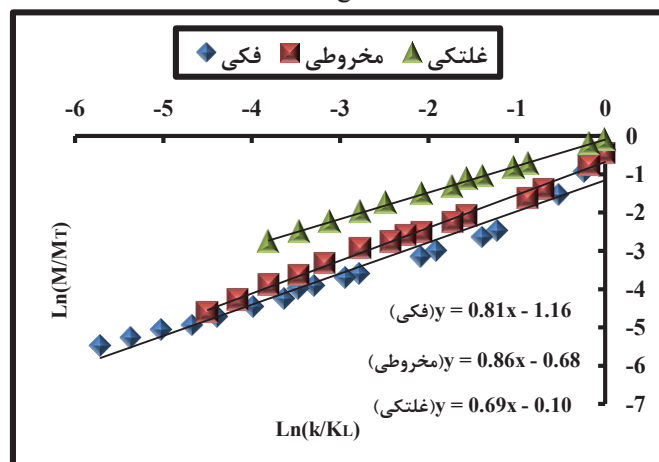 فکی مخروطی غلتکی
-6 -5 -4 -3 -2 -1 0
0
-1
-2
-3
-4
-5
-6
-7
Ln(M/MT)
(فکی)y = 0.81x - 1.16
(مخروطی)y = 0.86x - 0.68
(غلتکی)y = 0.69x - 0.10
Ln(k/KL)